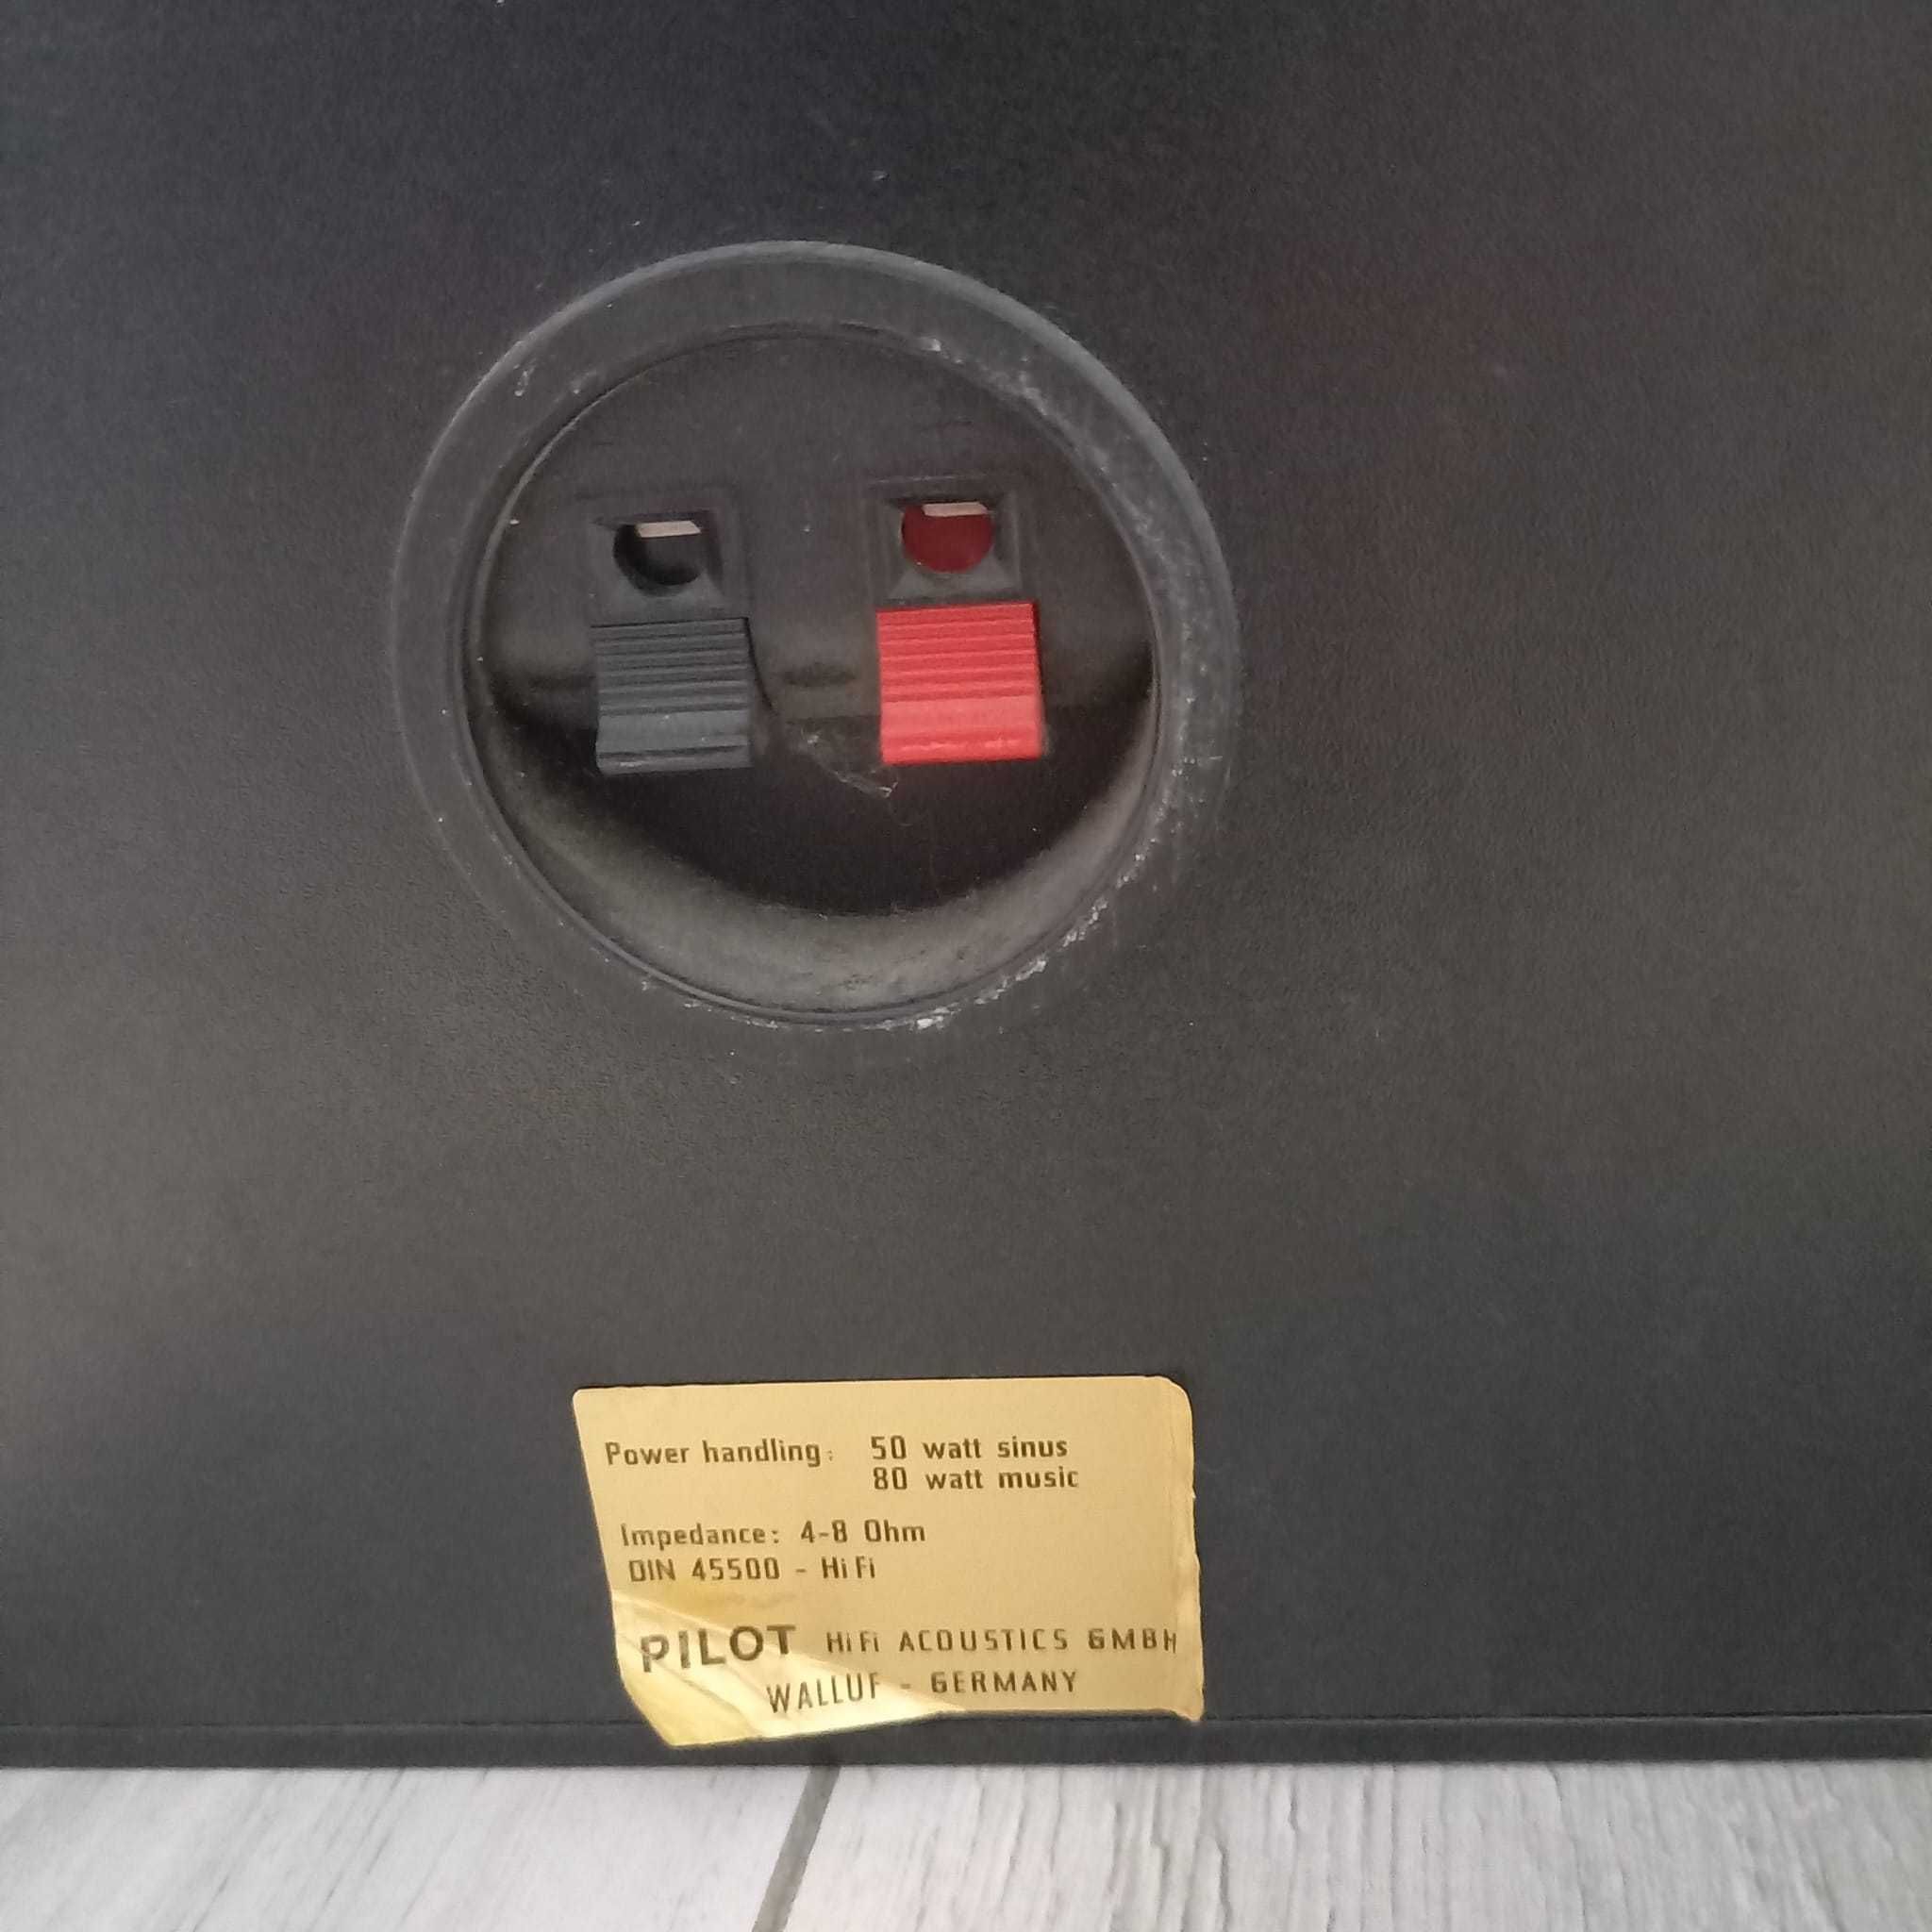 Power handling: 50 watt sinus
80 watt music
Impedance: 4-8 Ohm
DIN 45500 - HiFi
PILOT HiFi ACOUSTICS GMBH
WALLUF - GERMANY